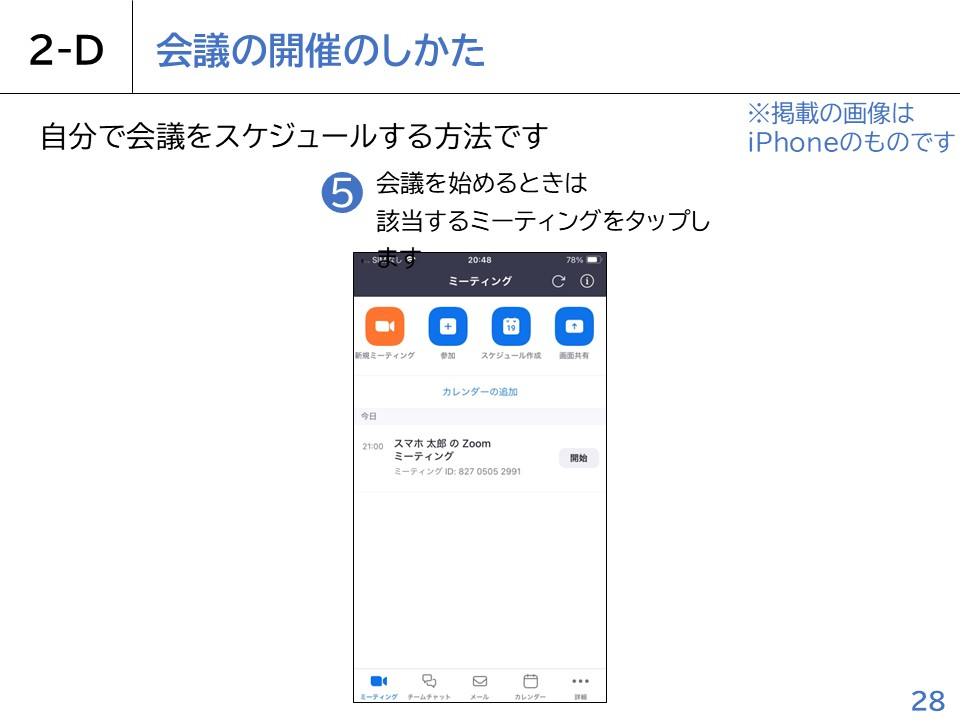 2-D
会議の開催のしかた
※掲載の画像は
iPhoneのものです
自分で会議をスケジュールする方法です
5
会議を始めるときは
該当するミーティングをタップし
ます
SIMなし
20:48
78%
ミーティング
19
新規ミーティング
参加
スケジュール作成
画面共有
カレンダーの追加
今日
21:00
スマホ 太郎 の Zoom
ミーティング
ミーティング ID: 827 0505 2991
開始
ミーティング
チームチャット
メール
カレンダー
詳細
28